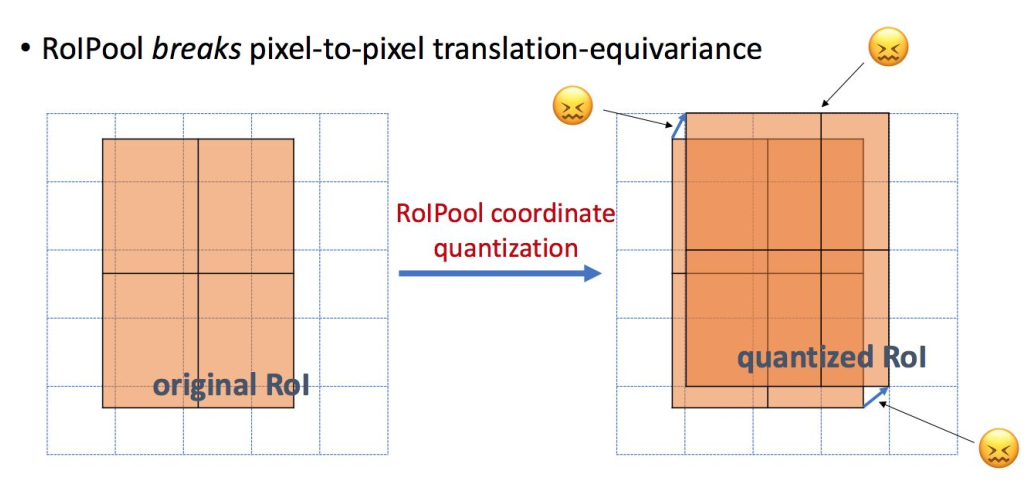 • RoIPool breaks pixel-to-pixel translation-equivariance
RoIPool coordinate
quantization
original RoI
quantized RoI